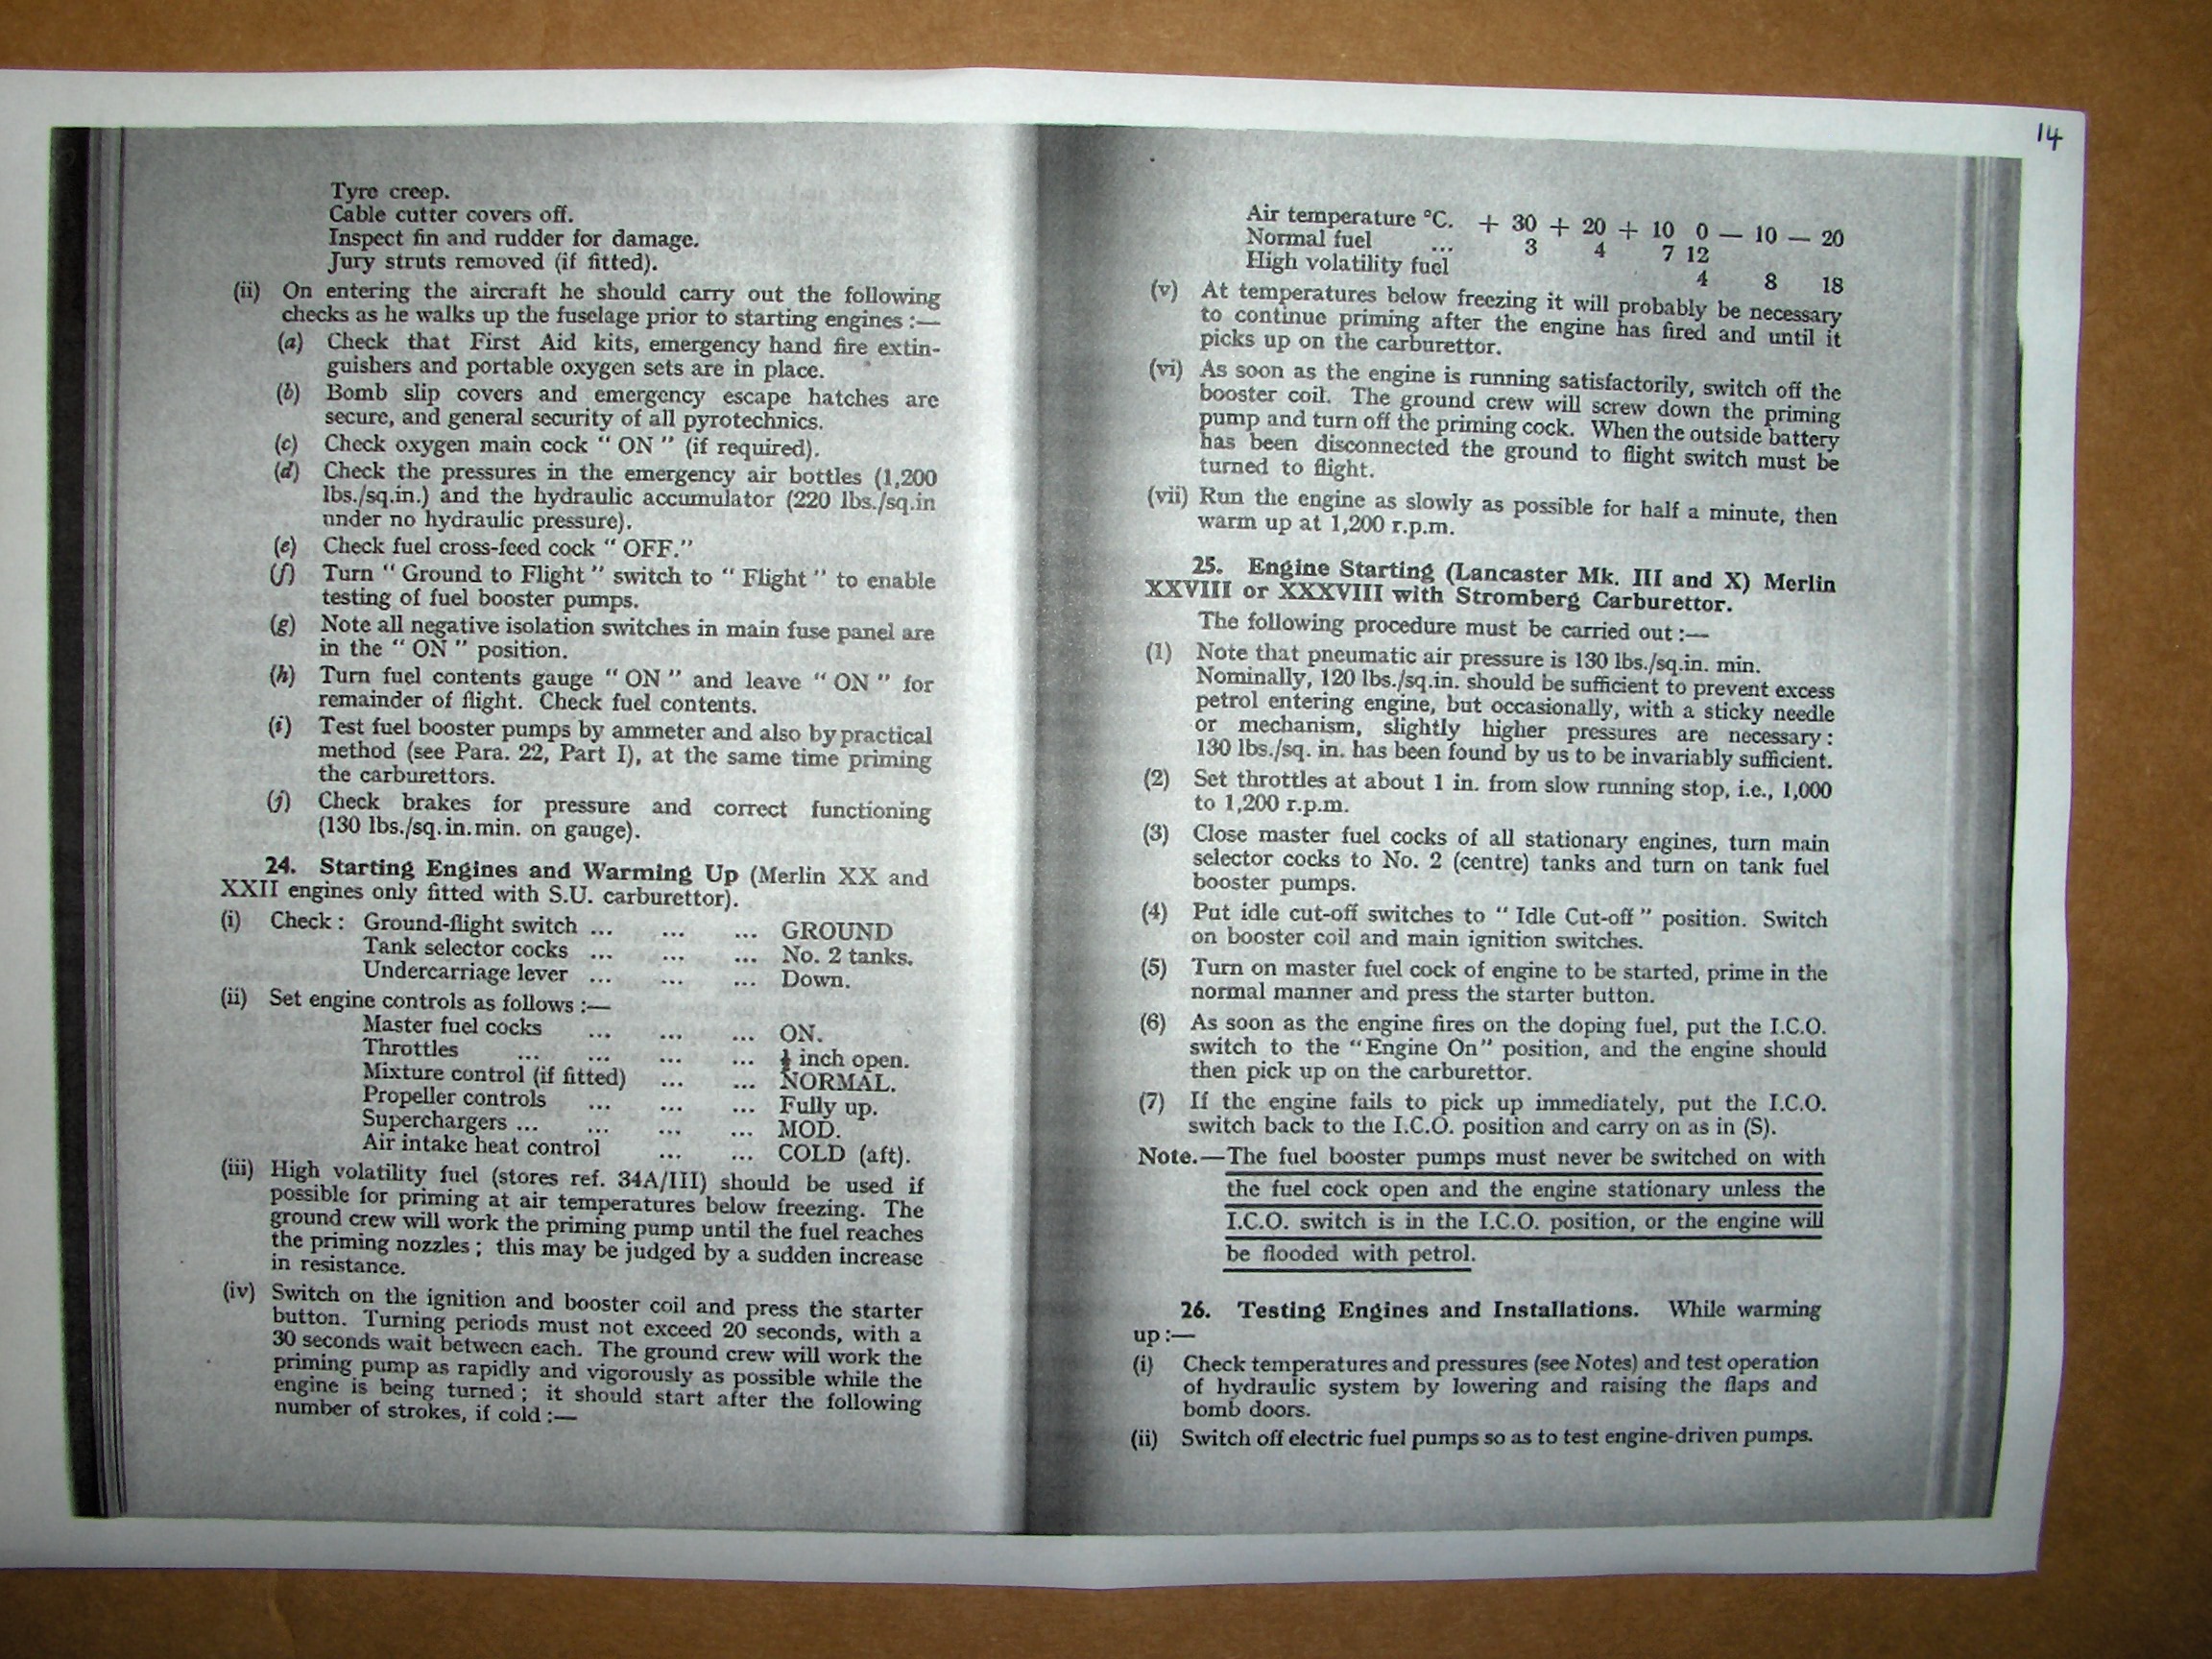 14
Tyre creep.
Cable cutter covers off.
Inspect fin and rudder for damage.
Jury struts removed (if fitted).
(ii) On entering the aircraft he should carry out the following
checks as he walks up the fuselage prior to starting engines :—
(a) Check that First Aid kits, emergency hand fire extin-
guishers and portable oxygen sets are in place.
(b) Bomb slip covers and emergency escape hatches are
secure, and general security of all pyrotechnics.
(c) Check oxygen main cock “ ON ” (if required).
(d) Check the pressures in the emergency air bottles (1,200
lbs./sq.in.) and the hydraulic accumulator (220 lbs./sq.in
under no hydraulic pressure).
(e) Check fuel cross-feed cock “ OFF.”
(f) Turn “ Ground to Flight ” switch to “ Flight ” to enable
testing of fuel booster pumps.
(g) Note all negative isolation switches in main fuse panel are
in the “ ON ” position.
(h) Turn fuel contents gauge “ ON ” and leave “ ON ” for
remainder of flight. Check fuel contents.
(i) Test fuel booster pumps by ammeter and also by practical
method (see Para. 22, Part I), at the same time priming
the carburettors.
(j) Check brakes for pressure and correct functioning
(130 lbs./sq.in.min. on gauge).
24. Starting Engines and Warming Up (Merlin XX and
XXII engines only fitted with S.U. carburettor).
(i) Check : Ground-flight switch ... ... ... GROUND
Tank selector cocks ... ... ... No. 2 tanks.
Undercarriage lever ... ... ... Down.
(ii) Set engine controls as follows :—
Master fuel cocks ... ... ... ON.
Throttles ... ... ... ... inch open.
Mixture control (if fitted) ... ... NORMAL.
Propeller controls ... ... ... Fully up.
Superchargers ... ... ... ... MOD.
Air intake heat control ... ... COLD (aft).
(iii) High volatility fuel (stores ref. 34A/III) should be used if
possible for priming at air temperatures below freezing. The
ground crew will work the priming pump until the fuel reaches
the priming nozzles ; this may be judged by a sudden increase
in resistance.
(iv) Switch on the ignition and booster coil and press the starter
button. Turning periods must not exceed 20 seconds, with a
30 seconds wait between each. The ground crew will work the
priming pump as rapidly and vigorously as possible while the
engine is being turned ; it should start after the following
number of strokes, if cold :—
Air temperature °C. + 30 + 20 + 10 0 — 10 — 20
Normal fuel ... 3 4 7 12
High volatility fuel 4 8 18
(v) At temperatures below freezing it will probably be necessary
to continue priming after the engine has fired and until it
picks up on the carburettor.
(vi) As soon as the engine is running satisfactorily, switch off the
booster coil. The ground crew will screw down the priming
pump and turn off the priming cock. When the outside battery
has been disconnected the ground to flight switch must be
turned to flight.
(vii) Run the engine as slowly as possible for half a minute, then
warm up at 1,200 r.p.m.
25. Engine Starting (Lancaster Mk. III and X) Merlin
XXVIII or XXXVIII with Stromberg Carburettor.
The following procedure must be carried out :—
(1) Note that pneumatic air pressure is 130 lbs./sq.in. min.
Nominally, 120 lbs./sq.in. should be sufficient to prevent excess
petrol entering engine, but occasionally, with a sticky needle
or mechanism, slightly higher pressures are necessary :
130 lbs./sq. in. has been found by us to be invariably sufficient.
(2) Set throttles at about 1 in. from slow running stop, i.e., 1,000
to 1,200 r.p.m.
(3) Close master fuel cocks of all stationary engines, turn main
selector cocks to No. 2 (centre) tanks and turn on tank fuel
booster pumps.
(4) Put idle cut-off switches to “ Idle Cut-off ” position. Switch
on booster coil and main ignition switches.
(5) Turn on master fuel cock of engine to be started, prime in the
normal manner and press the starter button.
(6) As soon as the engine fires on the doping fuel, put the I.C.O.
switch to the “Engine On” position, and the engine should
then pick up on the carburettor.
(7) If the engine fails to pick up immediately, put the I.C.O.
switch back to the I.C.O. position and carry on as in (S).
Note.—The fuel booster pumps must never be switched on with
the fuel cock open and the engine stationary unless the
I.C.O. switch is in the I.C.O. position, or the engine will
be flooded with petrol.
26. Testing Engines and Installations. While warming
up :—
(i) Check temperatures and pressures (see Notes) and test operation
of hydraulic system by lowering and raising the flaps and
bomb doors.
(ii) Switch off electric fuel pumps so as to test engine-driven pumps.